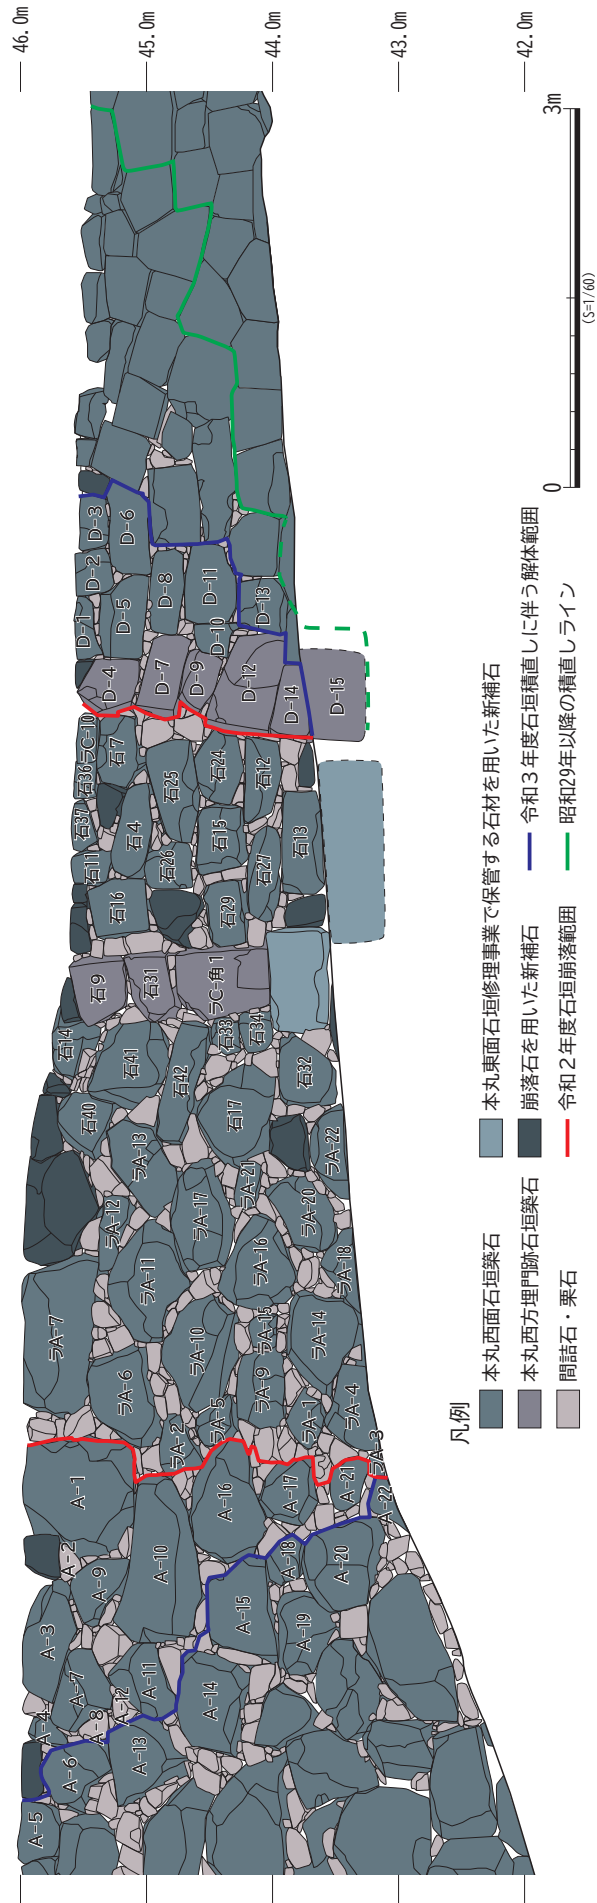 46.0m
45.0m
44.0m
43.0m
42.0m
A-5
A-4
A-3
A-2
A-1
ラA-7
A-6
A-7
A-8
A-9
A-13
A-12
A-11
A-10
A-14
A-15
A-16
A-17
A-18
A-19
A-20
A-21
A-22
ラA-1
ラA-2
ラA-3
ラA-4
ラA-5
ラA-6
ラA-9
ラA-10
ラA-11
ラA-12
ラA-13
ラA-14
ラA-15
ラA-16
ラA-17
ラA-18
ラA-20
ラA-21
ラA-22
石14
石40
石41
石42
石17
石33
石34
石32
石9
石31
ラC-角1
石16
石29
石11
石37
石36
ラC-10
石7
石4
石25
石26
石24
石15
石12
石27
石13
D-1
D-2
D-3
D-4
D-5
D-6
D-7
D-8
D-9
D-10
D-11
D-12
D-13
D-14
D-15
0
3m
(S=1/60)
凡例
本丸西面石垣築石
本丸西方埋門跡石垣築石
間詰石・栗石
本丸東面石垣修理事業で保管する石材を用いた新補石
崩落石を用いた新補石
令和２年度石垣崩落範囲
令和３年度石垣積直しに伴う解体範囲
昭和29年以降の積直しライン